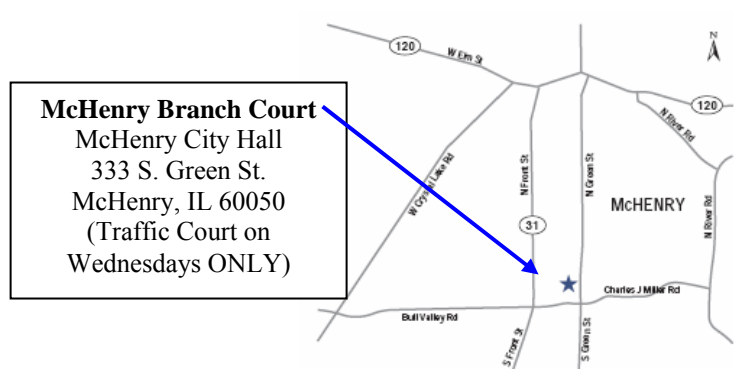 McHenry Branch Court
McHenry City Hall
333 S. Green St.
McHenry, IL 60050
(Traffic Court on
Wednesdays ONLY)
N
120
W Elm St
120
N River Rd
W Crystal Lake Rd
N Front St
N Green St
McHENRY
N River Rd
31
Charles J Miller Rd
Bull Valley Rd
S Front St
S Green St